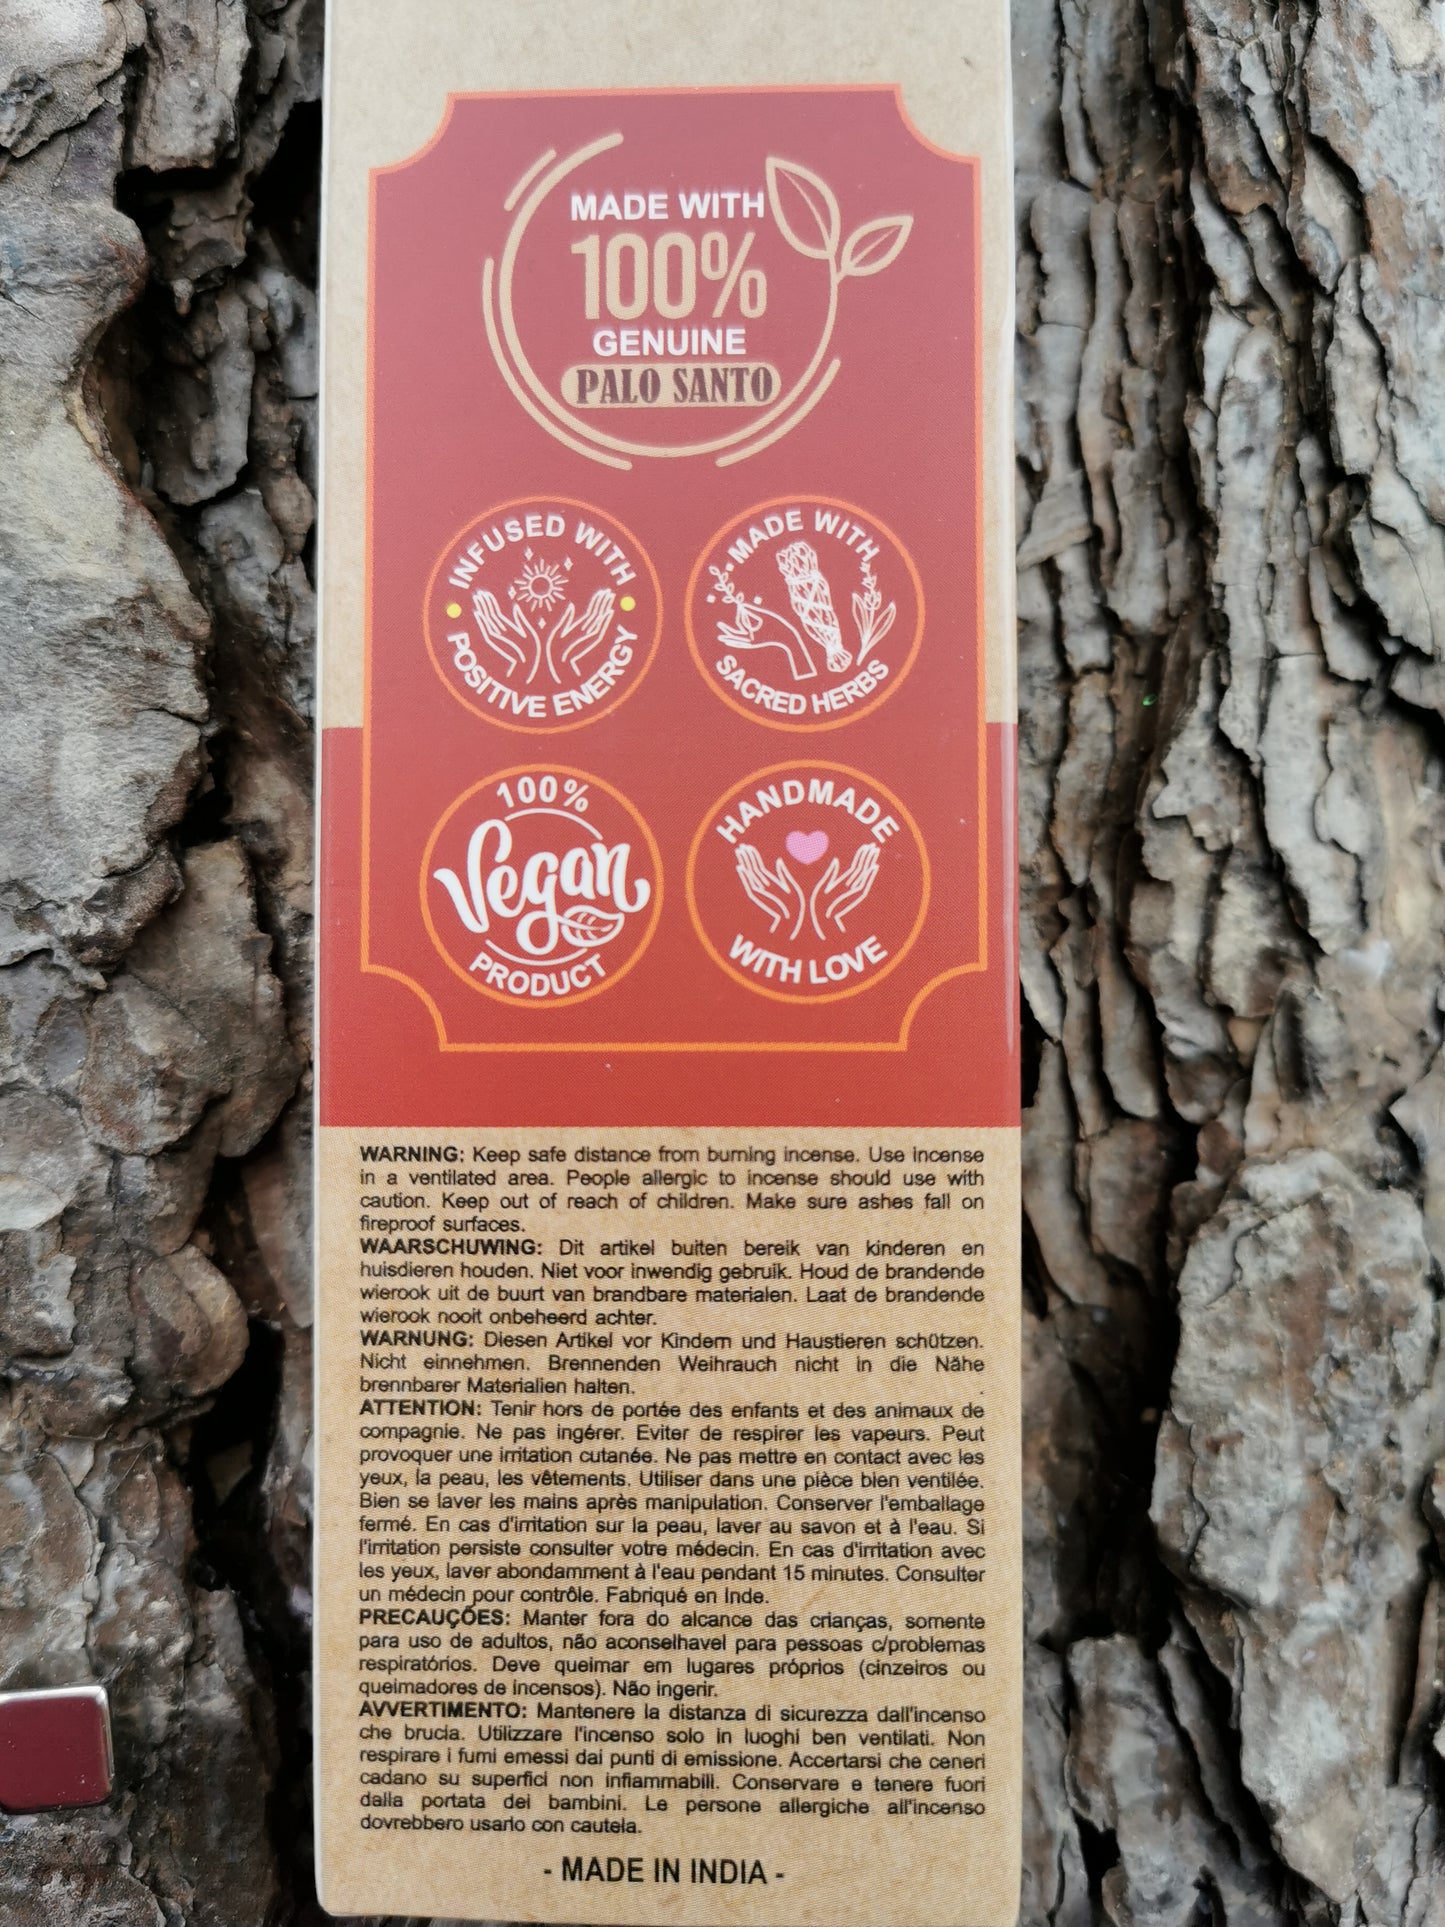 MADE WITH
100%
GENUINE
PALO SANTO
INFUSED WITH
POSITIVE ENERGY
MADE WITH
SACRED HERBS
100%
Vegan
PRODUCT
HANDMADE
WITH LOVE
WARNING: Keep safe distance from burning incense. Use incense
in a ventilated area. People allergic to incense should use with
caution. Keep out of reach of children. Make sure ashes fall on
fireproof surfaces.
WAARSCHUWING: Dit artikel buiten bereik van kinderen en
huisdieren houden. Niet voor inwendig gebruik. Houd de brandende
wierook uit de buurt van brandbare materialen. Laat de brandende
wierook nooit onbeheerd achter.
WARNUNG: Diesen Artikel vor Kindern und Haustieren schützen.
Nicht einnehmen. Brennenden Weihrauch nicht in die Nähe
brennbarer Materialien halten.
ATTENTION: Tenir hors de portée des enfants et des animaux de
compagnie. Ne pas ingérer. Eviter de respirer les vapeurs. Peut
provoquer une irritation cutanée. Ne pas mettre en contact avec les
yeux, la peau, les vêtements. Utiliser dans une pièce bien ventilée.
Bien se laver les mains après manipulation. Conserver l'emballage
fermé. En cas d'irritation sur la peau, laver au savon et à l'eau. Si
l'irritation persiste consulter votre médecin. En cas d'irritation avec
les yeux, laver abondamment à l'eau pendant 15 minutes. Consulter
un médecin pour contrôle. Fabriqué en Inde.
PRECAUÇÕES: Manter fora do alcance das crianças, somente
para uso de adultos, não aconselhavel para pessoas c/problemas
respiratórios. Deve queimar em lugares próprios (cinzeiros ou
queimadores de incensos). Não ingerir.
AVVERTIMENTO: Mantenere la distanza di sicurezza dall'incenso
che brucia. Utilizzare l'incenso solo in luoghi ben ventilati. Non
respirare i fumi emessi dai punti di emissione. Accertarsi che ceneri
cadano su superfici non infiammabili. Conservare e tenere fuori
dalla portata dei bambini. Le persone allergiche all'incenso
dovrebbero usarlo con cautela.
- MADE IN INDIA -